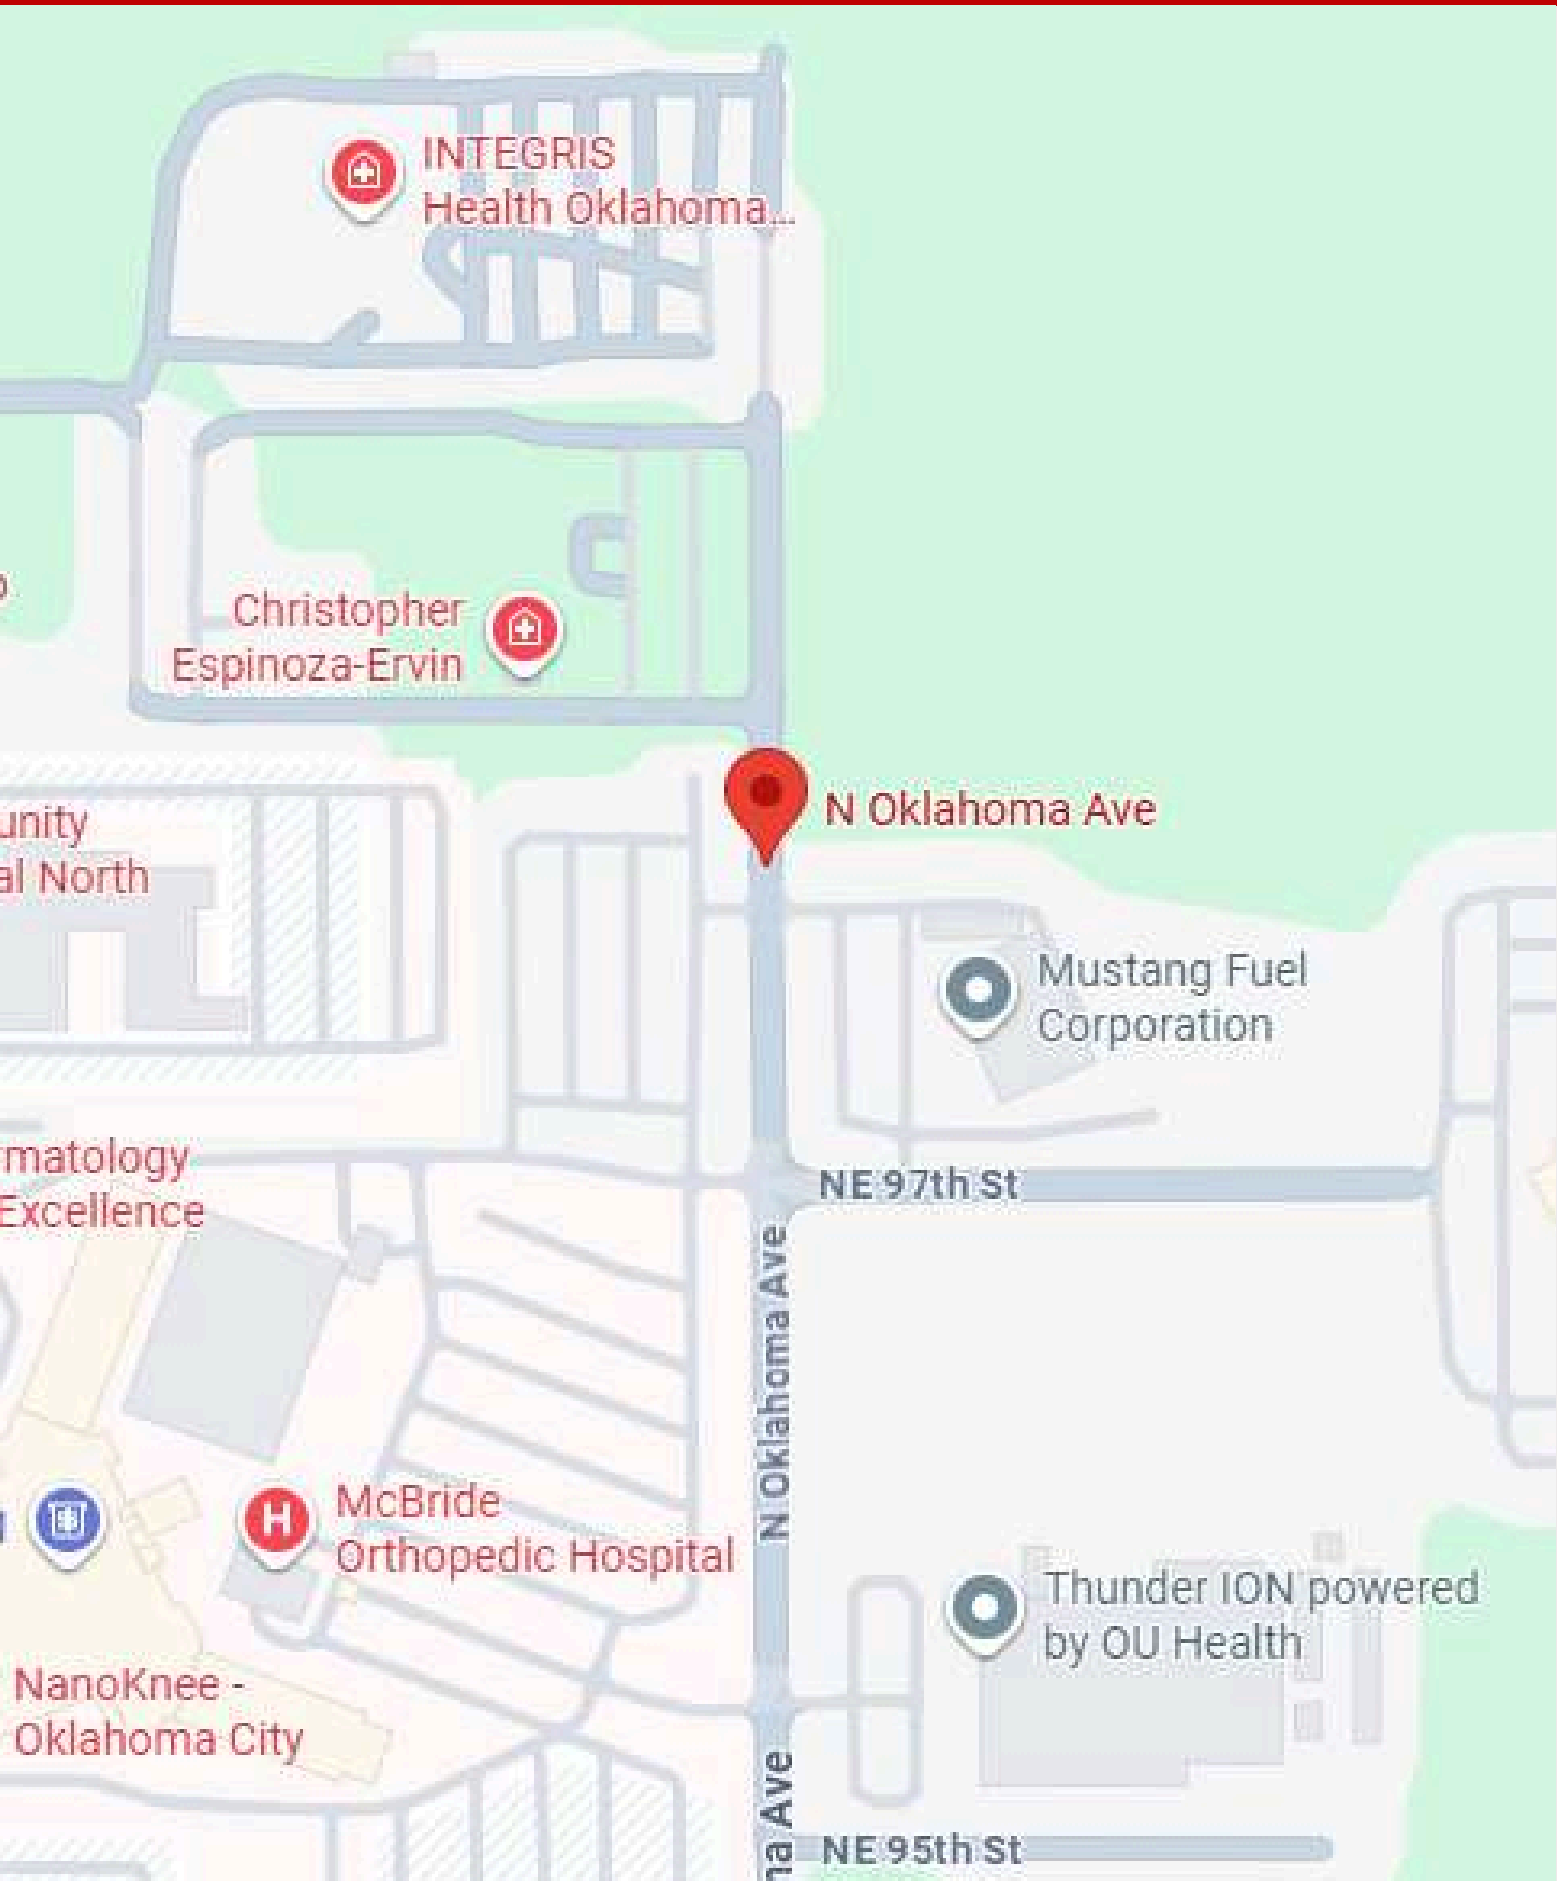 INTEGRIS
Health Oklahoma...
Christopher
Espinoza-Ervin
N Oklahoma Ave
unity
al North
Mustang Fuel
Corporation
matology
Excellence
NE 97th St
N Oklahoma Ave
H
McBride
Orthopedic Hospital
Thunder ION powered
by OU Health
NanoKnee -
Oklahoma City
na Ave
NE 95th St